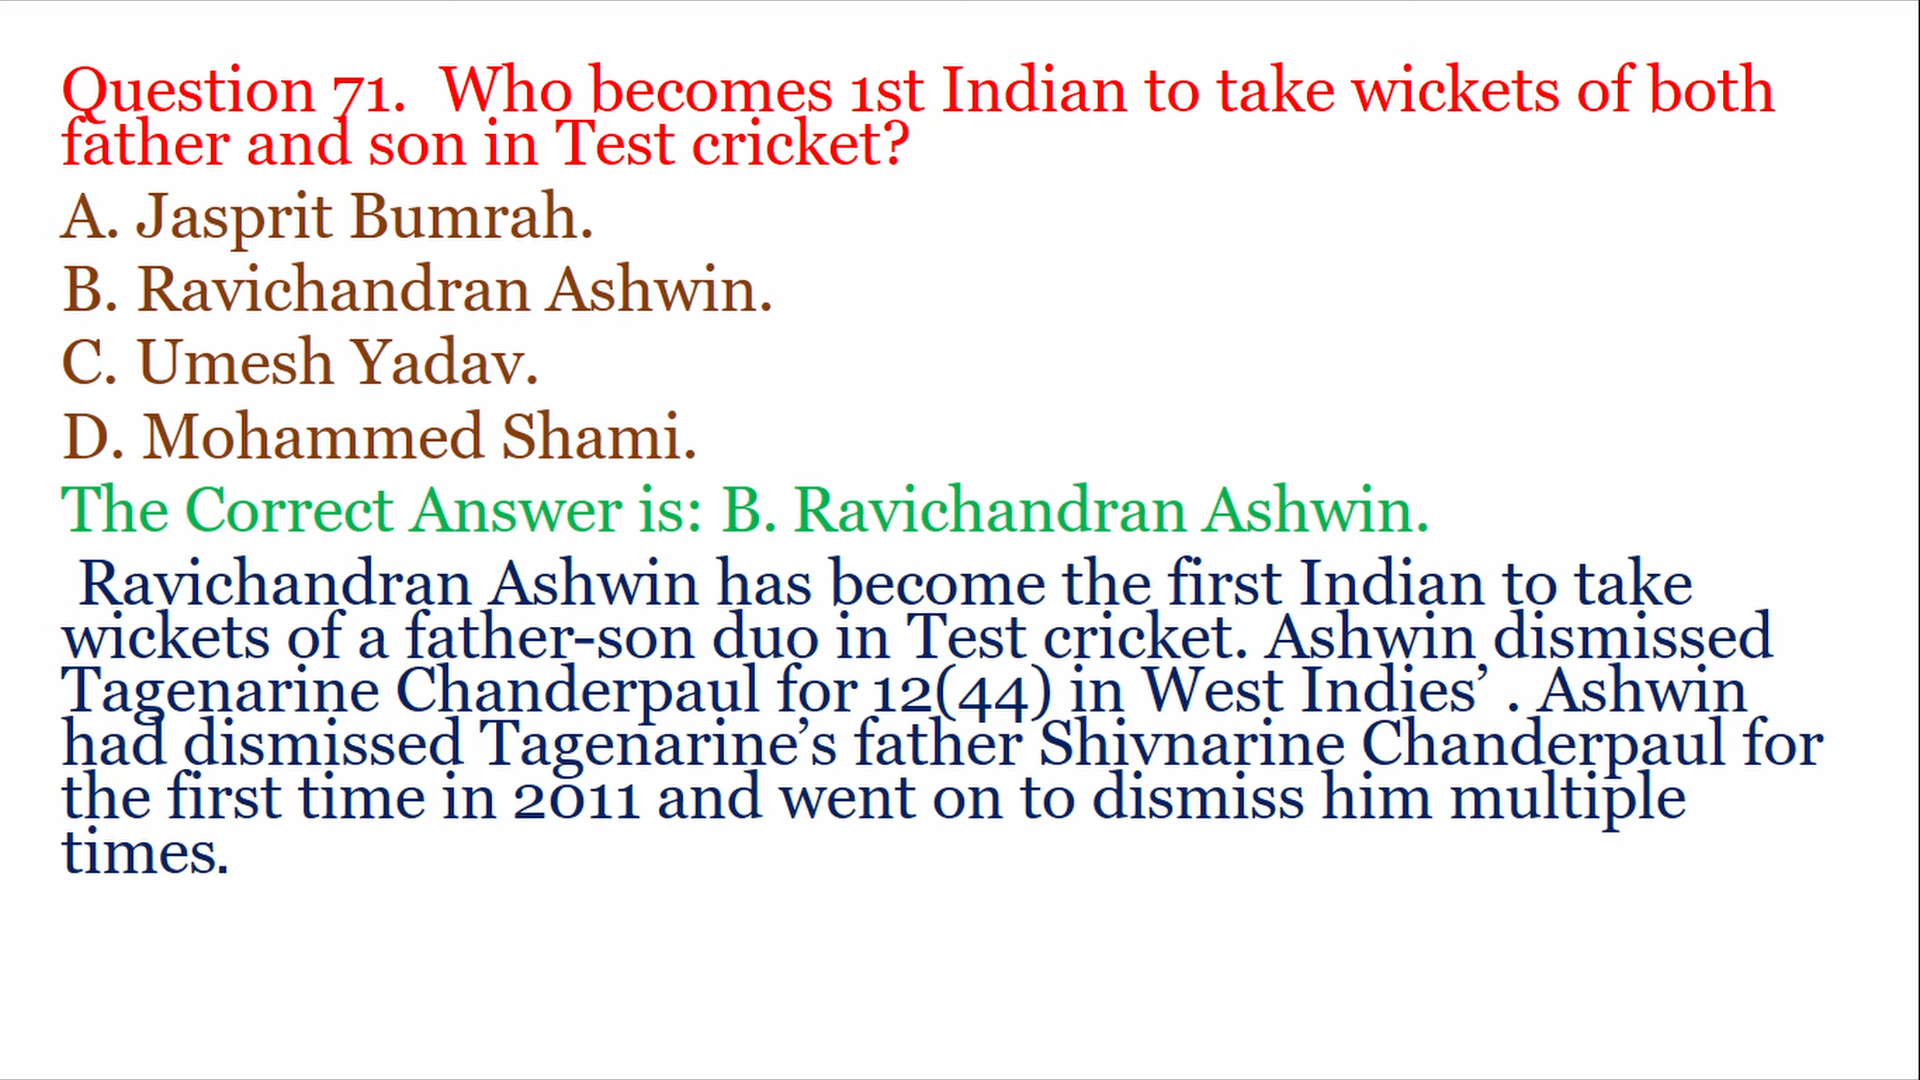 Question 71.  Who becomes 1st Indian to take wickets of both
father and son in Test cricket?
A. Jasprit Bumrah.
B. Ravichandran Ashwin.
C. Umesh Yadav.
D. Mohammed Shami.
The Correct Answer is: B. Ravichandran Ashwin.
Ravichandran Ashwin has become the first Indian to take
wickets of a father-son duo in Test cricket. Ashwin dismissed
Tagenarine Chanderpaul for 12(44) in West Indies’ . Ashwin
had dismissed Tagenarine’s father Shivnarine Chanderpaul for
the first time in 2011 and went on to dismiss him multiple
times.